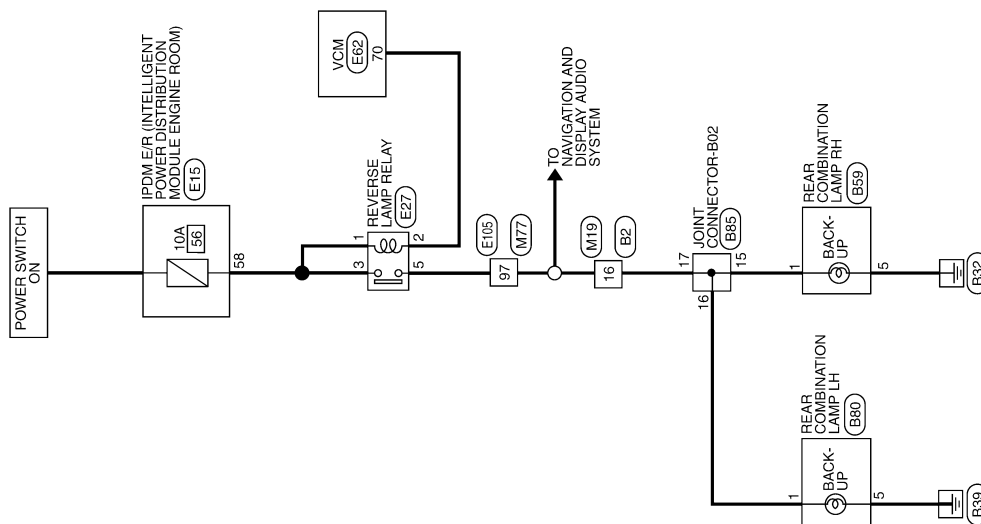 POWER SWITCH
ON
IPDM E/R (INTELLIGENT
POWER DISTRIBUTION
MODULE ENGINE ROOM)
E15
10A
56
58
VCM
E62
70
REVERSE
LAMP RELAY
E27
1
2
3
5
E105
M77
97
TO
NAVIGATION AND
DISPLAY AUDIO
SYSTEM
M19
B2
16
JOINT
CONNECTOR-B02
B85
17
15
16
REAR
COMBINATION
LAMP RH
B59
1
BACK-
UP
5
B32
REAR
COMBINATION
LAMP LH
B80
1
BACK-
UP
5
B39